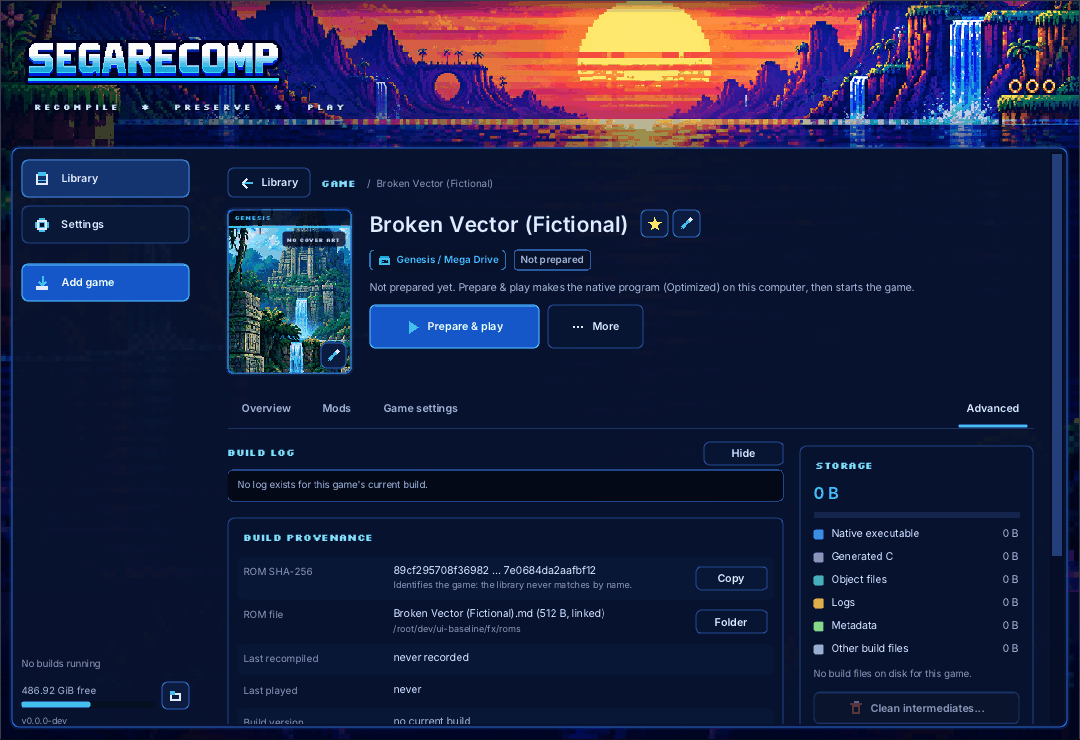 SEGARECOMP
RECOMPILE * PRESERVE * PLAY
Library
Settings
Add game
No builds running
486.92 GiB free
v0.0.0-dev
Library
GAME / Broken Vector (Fictional)
GENESIS
NO COVER ART
Broken Vector (Fictional)
Genesis / Mega Drive
Not prepared
Not prepared yet. Prepare & play makes the native program (Optimized) on this computer, then starts the game.
Prepare & play
More
Overview
Mods
Game settings
Advanced
BUILD LOG
Hide
No log exists for this game's current build.
BUILD PROVENANCE
ROM SHA-256
89cf295708f36982 ... 7e0684da2aafbf12
Identifies the game: the library never matches by name.
Copy
ROM file
Broken Vector (Fictional).md (512 B, linked)
/root/dev/ui-baseline/fx/roms
Folder
Last recompiled
never recorded
Last played
never
Build version
no current build
STORAGE
0 B
Native executable 0 B
Generated C 0 B
Object files 0 B
Logs 0 B
Metadata 0 B
Other build files 0 B
No build files on disk for this game.
Clean intermediates...